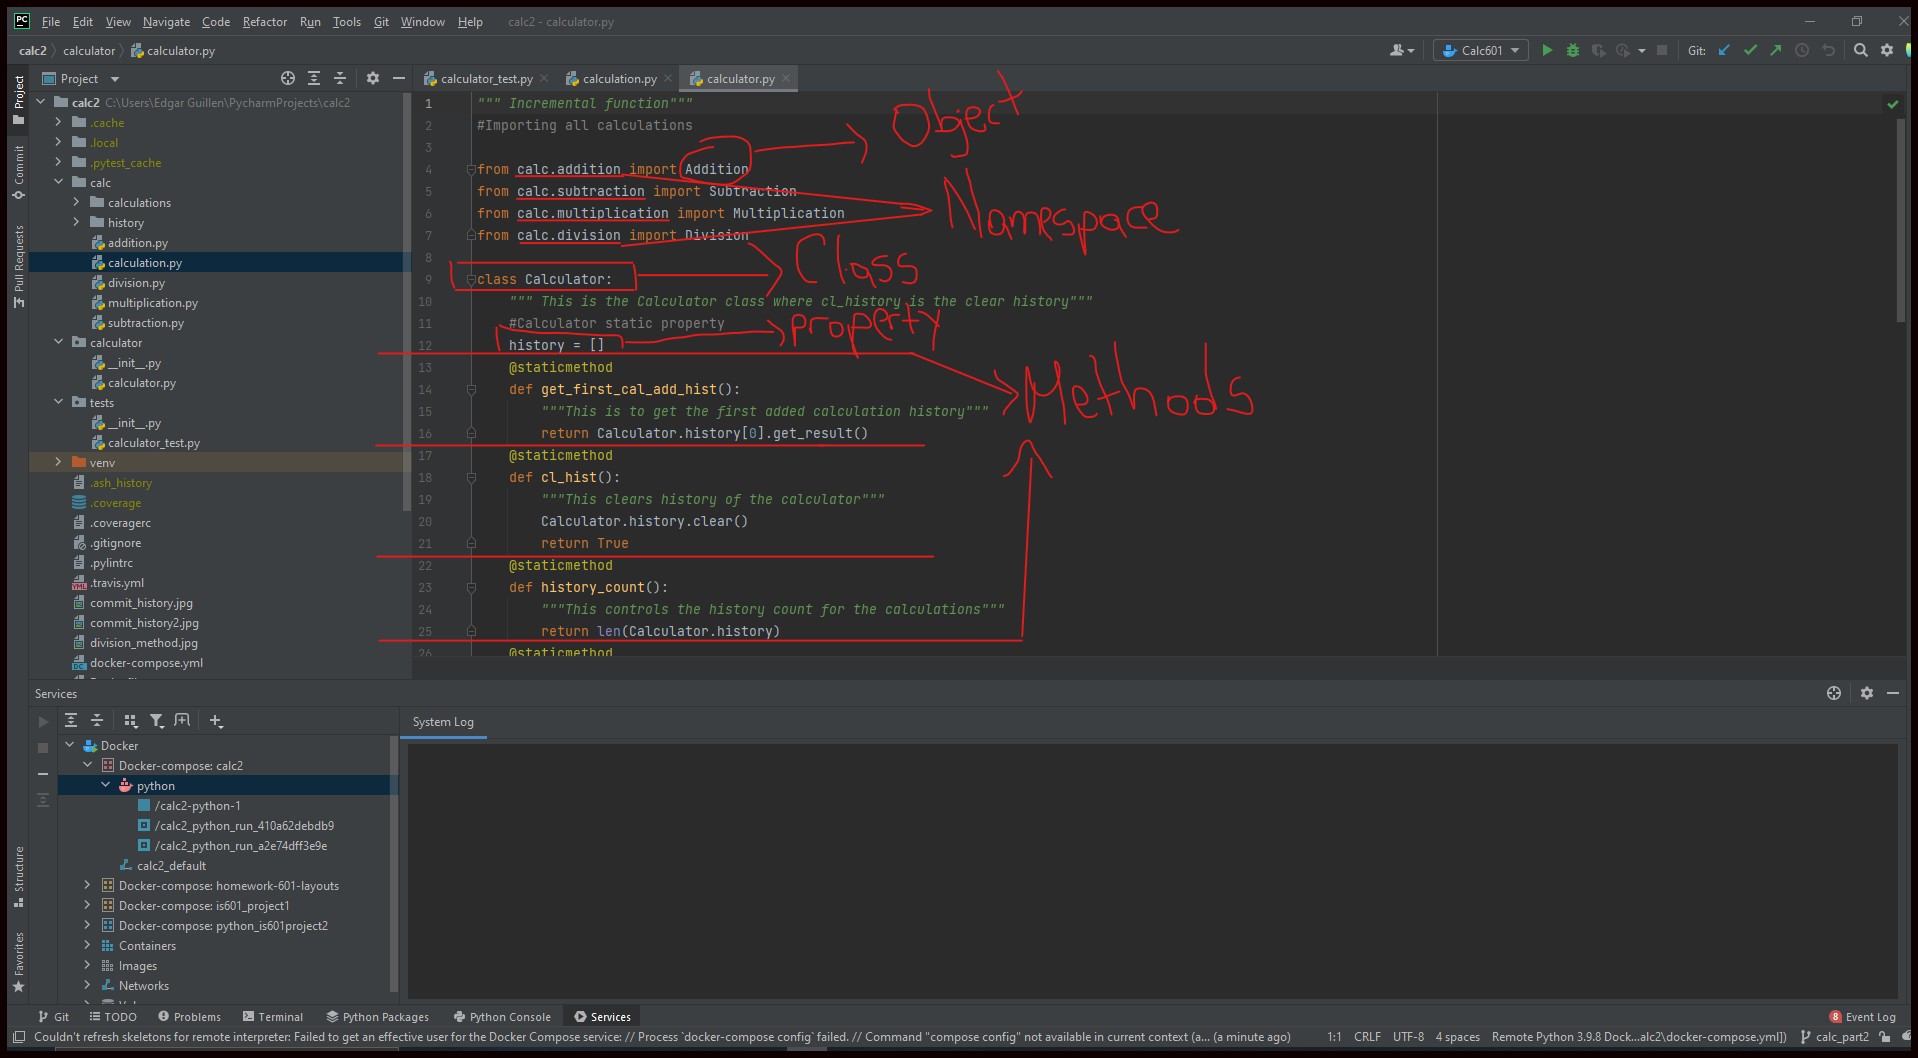 File Edit View Navigate Code Refactor Run Tools Git Window Help calc2 - calculator.py
calc2 calculator calculator.py
Calc601 Git:
Project
calculator_test.py calculation.py calculator.py
Project
Commit
Pull Requests
Structure
Favorites
calc2 C:\Users\Edgar Guillen\PycharmProjects\calc2
.cache
.local
.pytest_cache
calc
calculations
history
addition.py
calculation.py
division.py
multiplication.py
subtraction.py
calculator
__init__.py
calculator.py
tests
__init__.py
calculator_test.py
venv
.ash_history
.coverage
.coveragerc
.gitignore
.pylintrc
.travis.yml
commit_history.jpg
commit_history2.jpg
division_method.jpg
docker-compose.yml
1 """ Incremental function"""
2 #Importing all calculations
3
4 from calc.addition import Addition
5 from calc.subtraction import Subtraction
6 from calc.multiplication import Multiplication
7 from calc.division import Division
8
9 class Calculator:
10 """ This is the Calculator class where cl_history is the clear history"""
11 #Calculator static property
12 history = []
13 @staticmethod
14 def get_first_cal_add_hist():
15 """This is to get the first added calculation history"""
16 return Calculator.history[0].get_result()
17 @staticmethod
18 def cl_hist():
19 """This clears history of the calculator"""
20 Calculator.history.clear()
21 return True
22 @staticmethod
23 def history_count():
24 """This controls the history count for the calculations"""
25 return len(Calculator.history)
26 @staticmethod
Object
Namespace
Class
property
Methods
Services
System Log
Docker
Docker-compose: calc2
python
/calc2-python-1
/calc2_python_run_410a62debdb9
/calc2_python_run_a2e74dff3e9e
calc2_default
Docker-compose: homework-601-layouts
Docker-compose: is601_project1
Docker-compose: python_is601project2
Containers
Images
Networks
Git TODO Problems Terminal Python Packages Python Console Services 8 Event Log
Couldn't refresh skeletons for remote interpreter: Failed to get an effective user for the Docker Compose service: // Process `docker-compose config` failed. // Command "compose config" not available in current context (a... (a minute ago) 1:1 CRLF UTF-8 4 spaces Remote Python 3.9.8 Dock...alc2\docker-compose.yml]) calc_part2